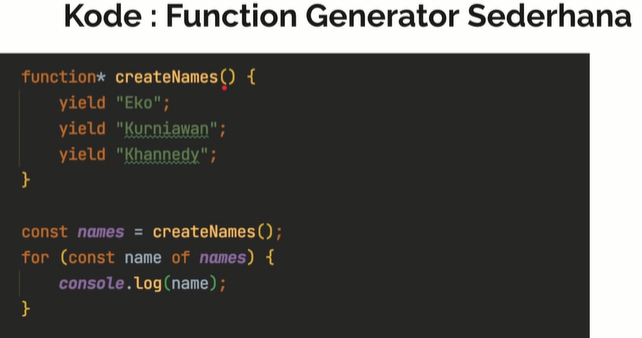 Kode : Function Generator Sederhana
function* createNames() {
    yield "Eko";
    yield "Kurniawan";
    yield "Khannedy";
}
const names = createNames();
for (const name of names) {
    console.log(name);
}